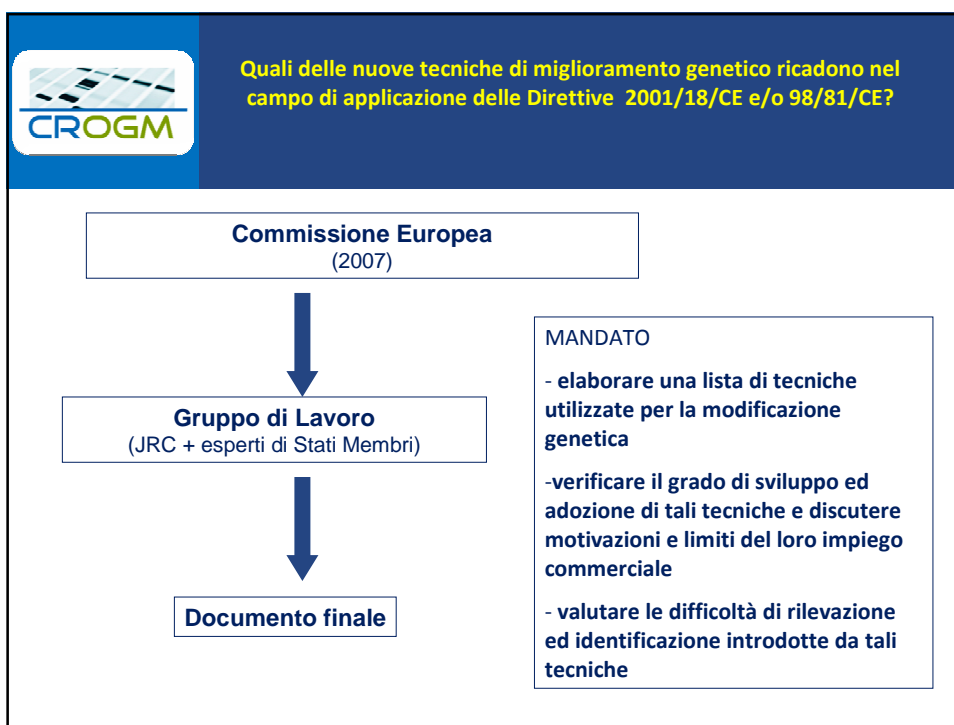 CROGM
Quali delle nuove tecniche di miglioramento genetico ricadono nel
campo di applicazione delle Direttive 2001/18/CE e/o 98/81/CE?
Commissione Europea
(2007)
Gruppo di Lavoro
(JRC + esperti di Stati Membri)
Documento finale
MANDATO
- elaborare una lista di tecniche
utilizzate per la modificazione
genetica
-verificare il grado di sviluppo ed
adozione di tali tecniche e discutere
motivazioni e limiti del loro impiego
commerciale
- valutare le difficoltà di rilevazione
ed identificazione introdotte da tali
tecniche